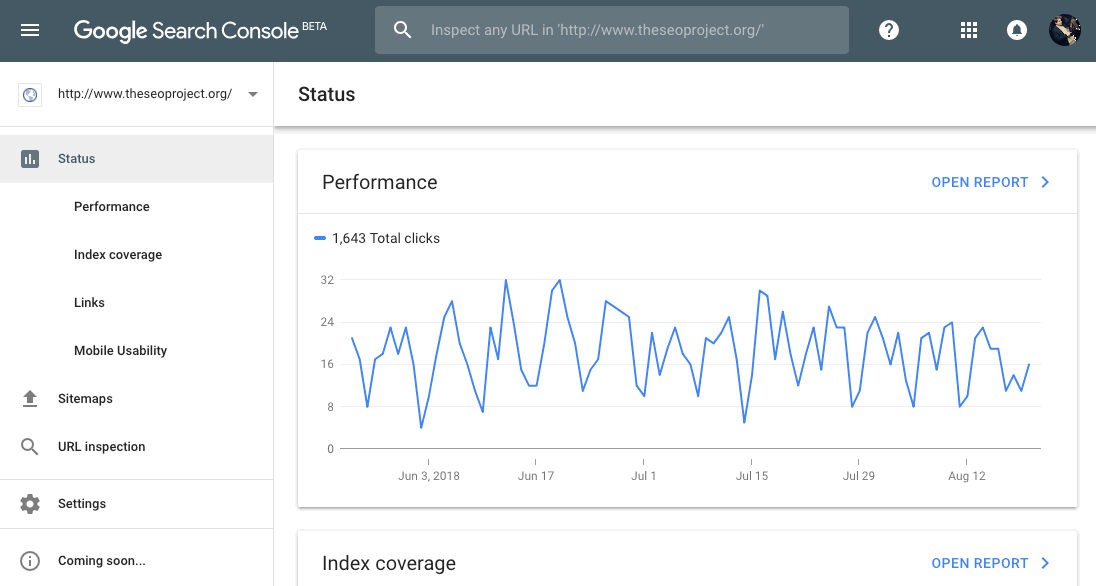 Google Search Console BETA
Inspect any URL in 'http://www.theseoproject.org/'
http://www.theseoproject.org/
Status
Performance
Index coverage
Links
Mobile Usability
Sitemaps
URL inspection
Settings
Coming soon...
Status
Performance
OPEN REPORT
1,643 Total clicks
32
24
16
8
0
Jun 3, 2018 Jun 17 Jul 1 Jul 15 Jul 29 Aug 12
Index coverage
OPEN REPORT